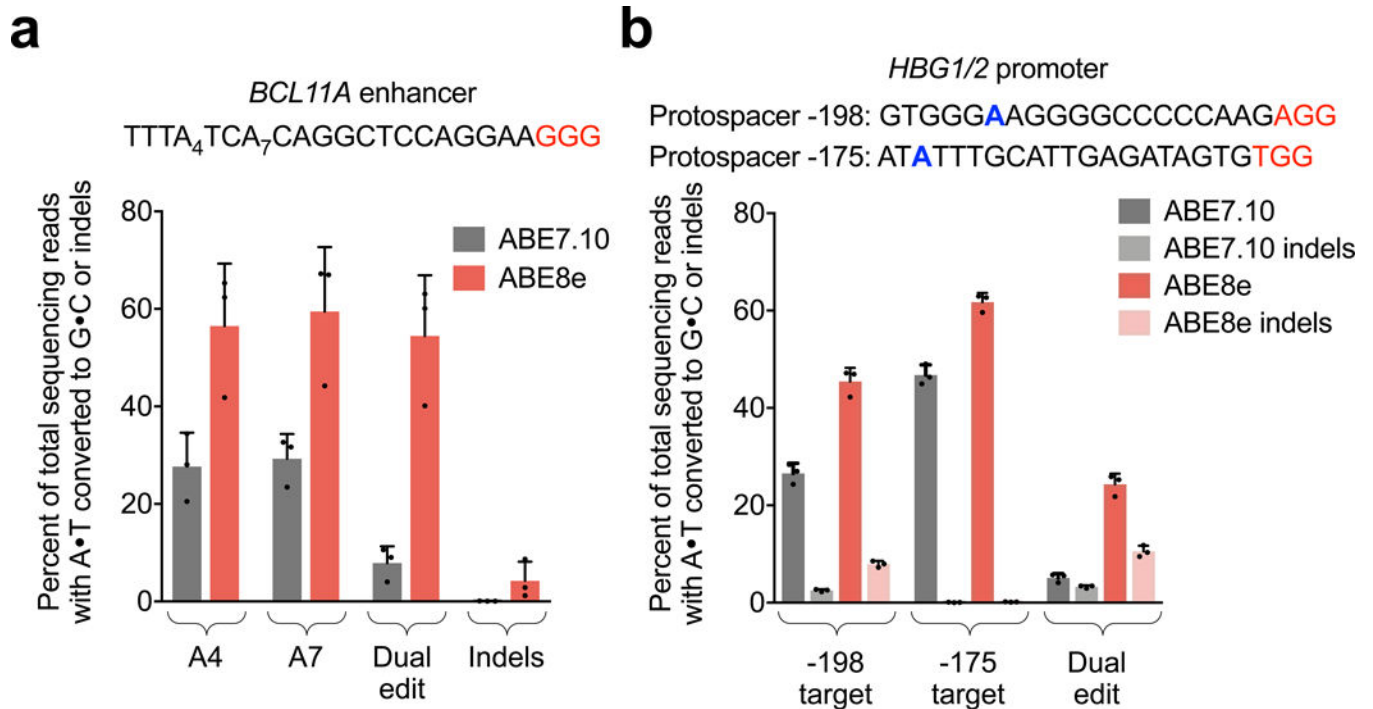 a
BCL11A enhancer
TTTA4TCA7CAGGCTCCAGGAAGGG
Percent of total sequencing reads
with A•T converted to G•C or indels
80
60
40
20
0
ABE7.10
ABE8e
A4
A7
Dual
edit
Indels
b
HBG1/2 promoter
Protospacer -198: GTGGGAAGGGGCCCCCAAGAGG
Protospacer -175: ATATTTGCATTGAGATAGTGTGG
Percent of total sequencing reads
with A•T converted to G•C or indels
80
60
40
20
0
ABE7.10
ABE7.10 indels
ABE8e
ABE8e indels
-198
target
-175
target
Dual
edit